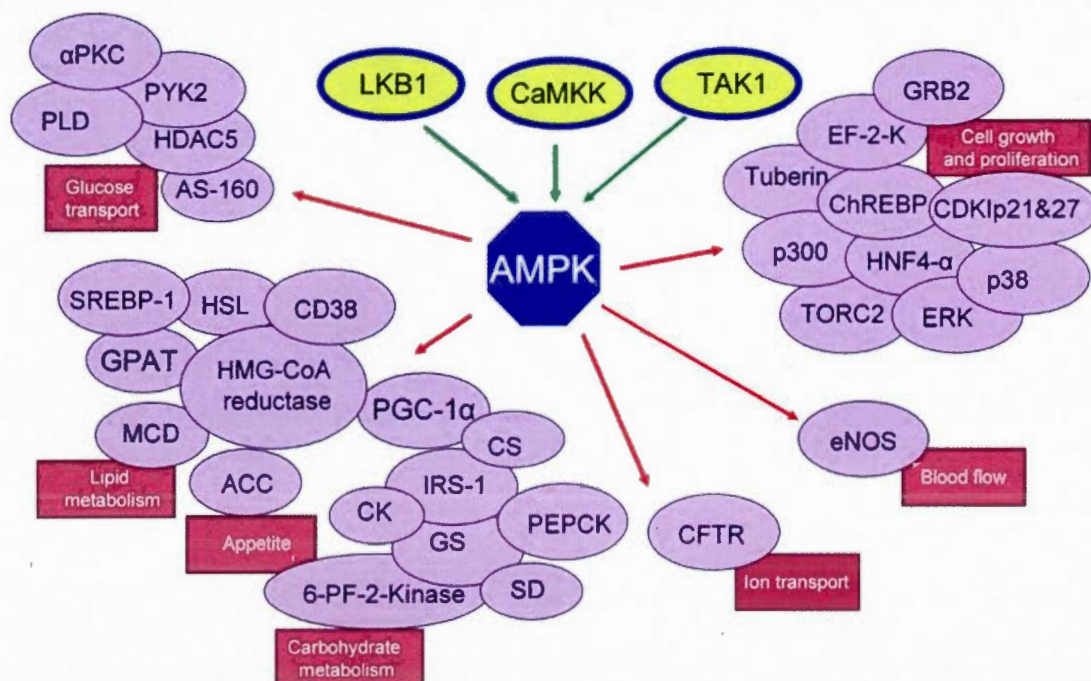 αPKC
PYK2
PLD
HDAC5
AS-160
Glucose
transport
LKB1
CaMKK
TAK1
GRB2
EF-2-K
Cell growth
and proliferation
Tuberin
ChREBP
CDKIp21&27
p300
HNF4-α
p38
TORC2
ERK
AMPK
SREBP-1
HSL
CD38
GPAT
HMG-CoA
reductase
PGC-1α
MCD
CS
Lipid
metabolism
ACC
IRS-1
CK
GS
PEPCK
Appetite
6-PF-2-Kinase
SD
Carbohydrate
metabolism
eNOS
Blood flow
CFTR
Ion transport